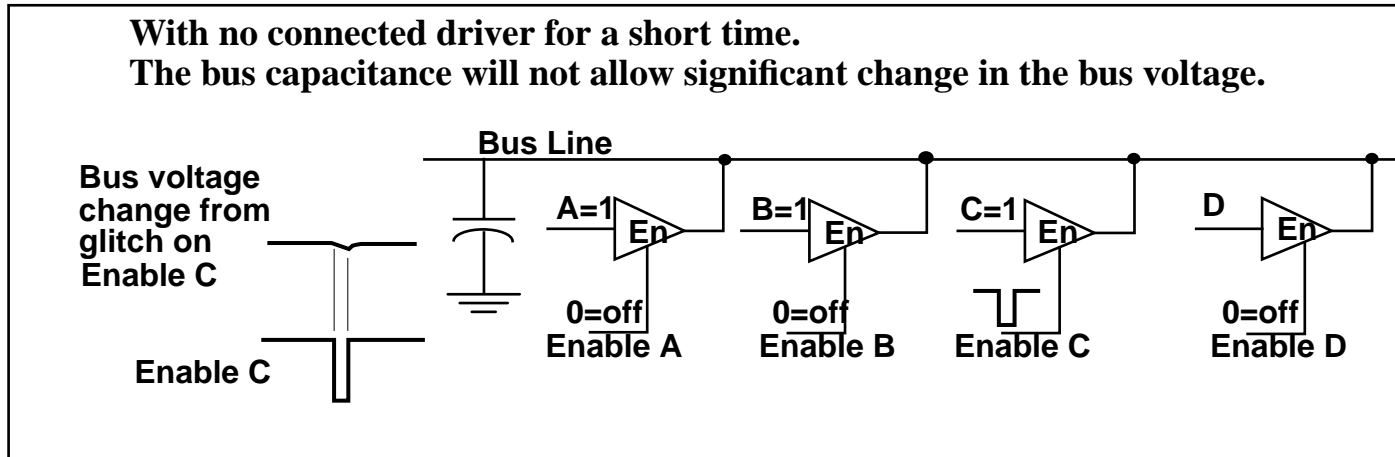 With no connected driver for a short time.
The bus capacitance will not allow significant change in the bus voltage.
Bus Line
Bus voltage
change from
glitch on
Enable C
Enable C
A=1
En
0=off
Enable A
B=1
En
0=off
Enable B
C=1
En
Enable C
D
En
0=off
Enable D